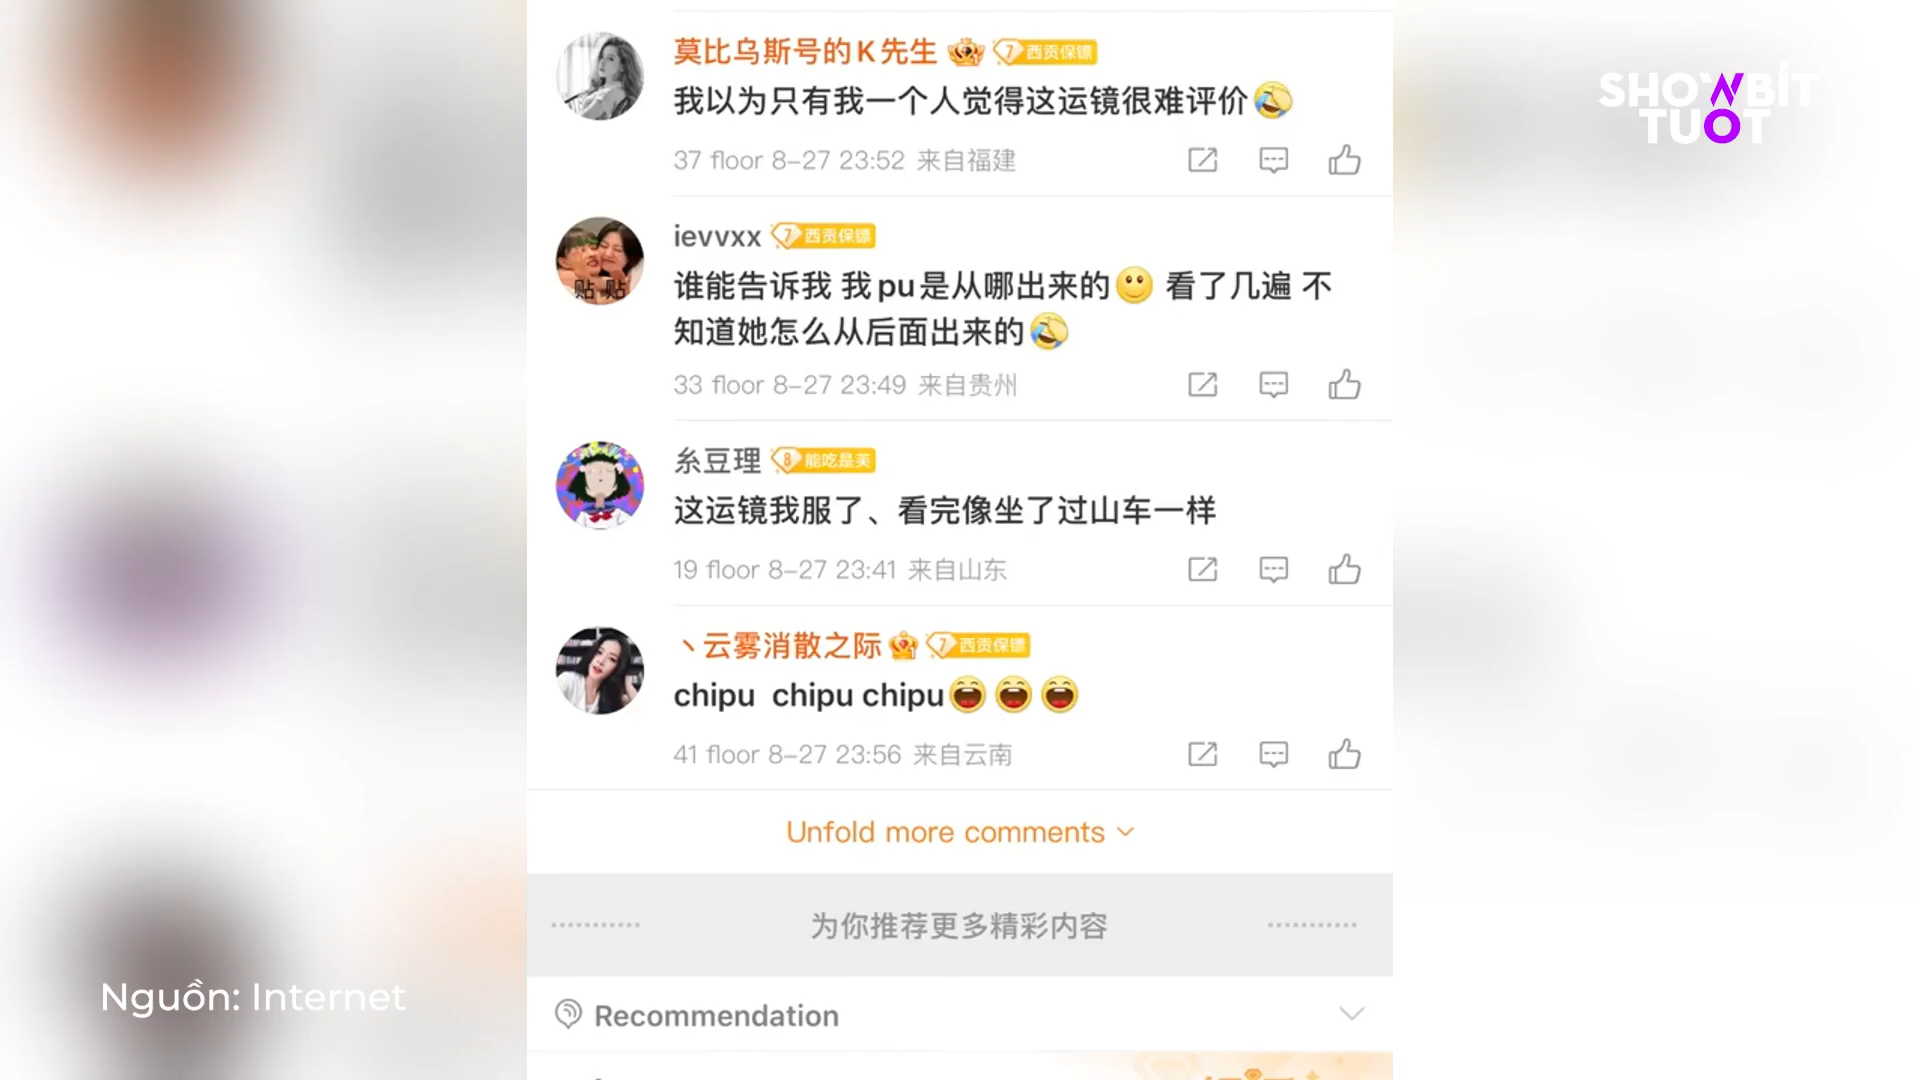 莫比乌斯号的K先生 7 西贡保镖
我以为只有我一个人觉得这运镜很难评价
37 floor 8-27 23:52 来自福建
ievvxx 7 西贡保镖
谁能告诉我 我pu是从哪出来的 看了几遍 不
知道她怎么从后面出来的
33 floor 8-27 23:49 来自贵州
贴 贴
糸豆理 8 能吃是芙
这运镜我服了、看完像坐了过山车一样
19 floor 8-27 23:41 来自山东
丶云雾消散之际 7 西贡保镖
chipu chipu chipu
41 floor 8-27 23:56 来自云南
Unfold more comments
为你推荐更多精彩内容
Recommendation
SHOWBÍT
TUOT
Nguồn: Internet